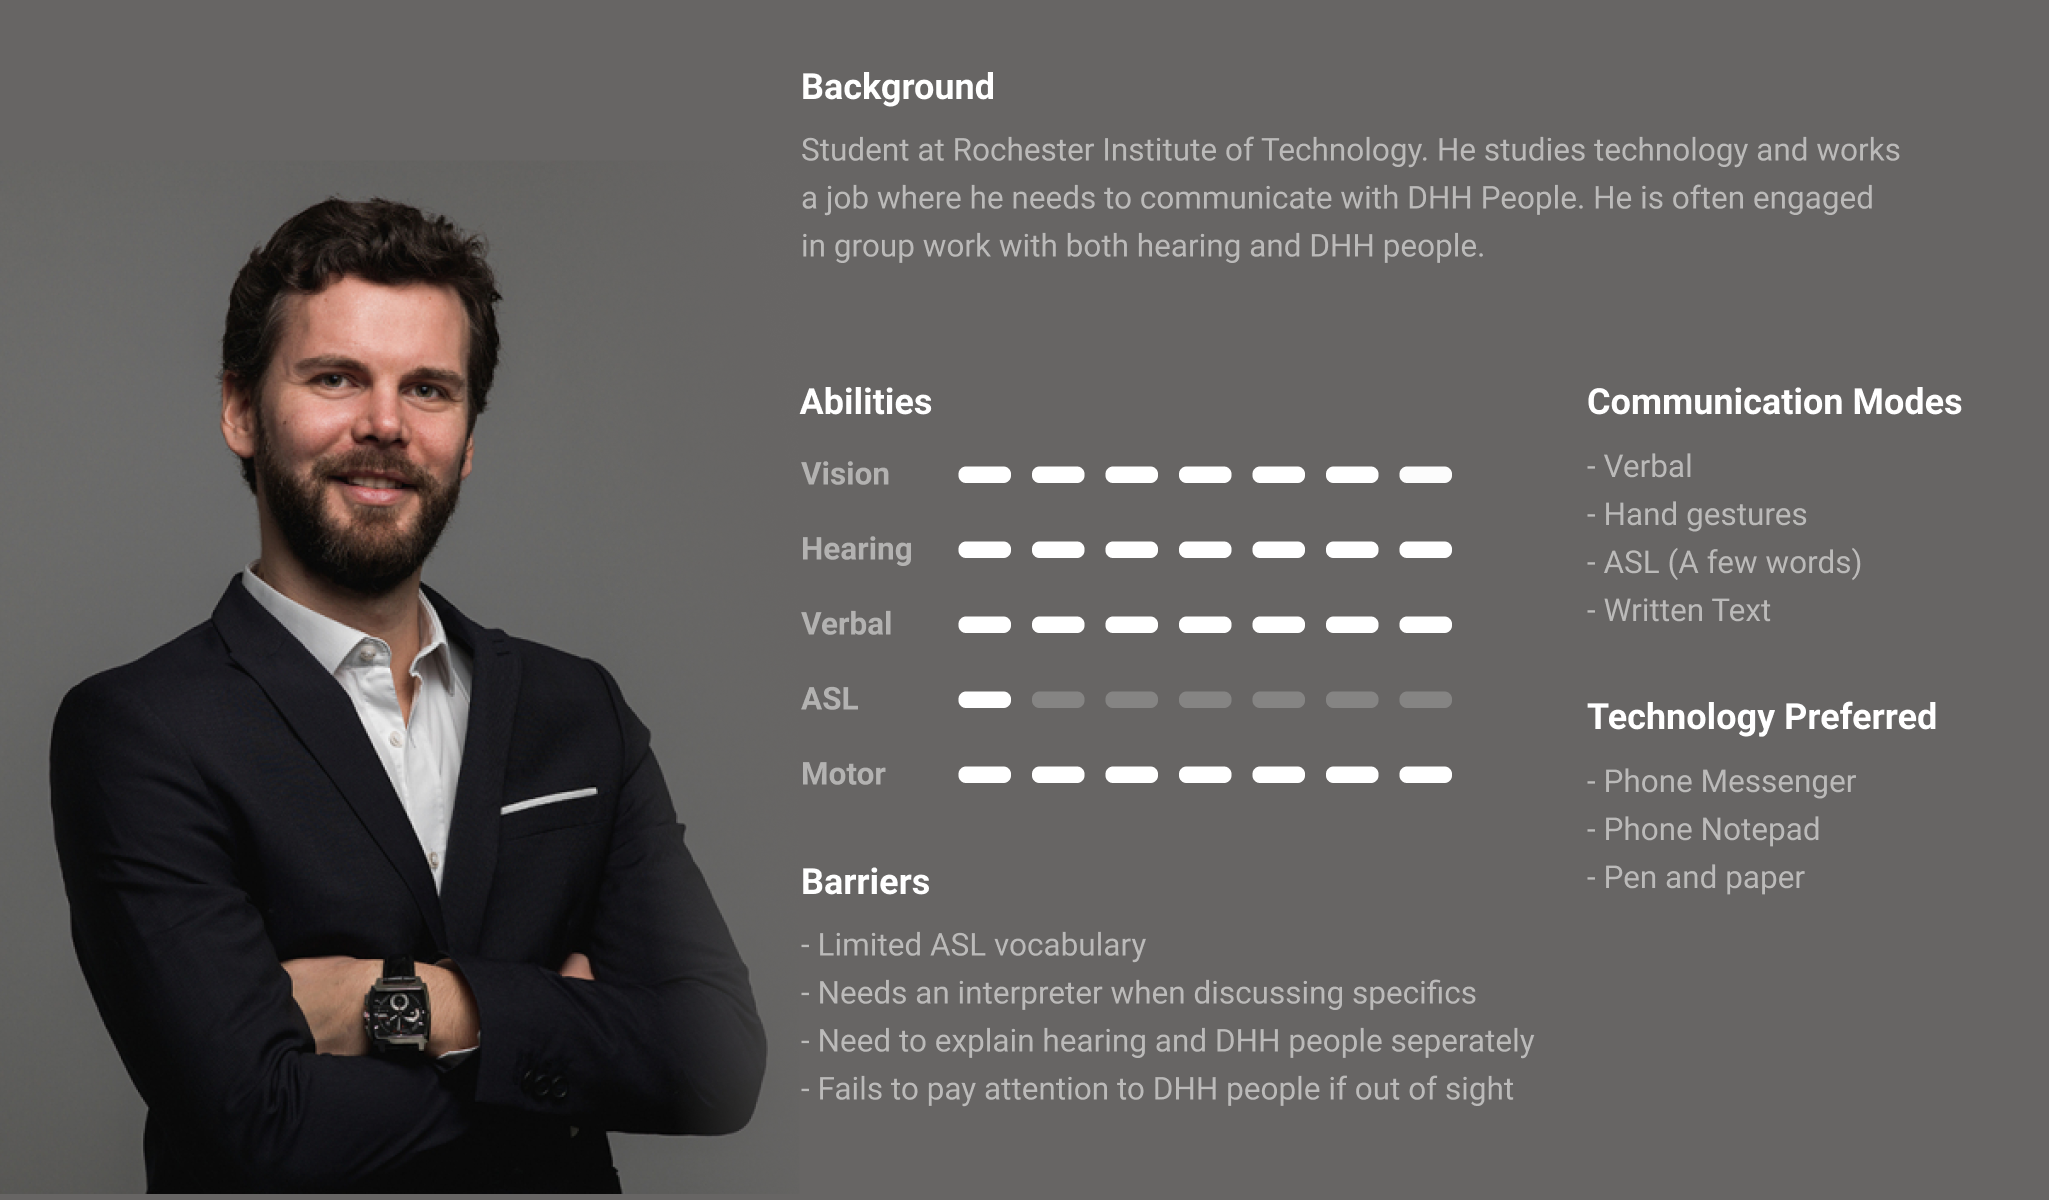 Background
Student at Rochester Institute of Technology. He studies technology and works
a job where he needs to communicate with DHH People. He is often engaged
in group work with both hearing and DHH people.
Abilities
Vision
Hearing
Verbal
ASL
Motor
Barriers
- Limited ASL vocabulary
- Needs an interpreter when discussing specifics
- Need to explain hearing and DHH people seperately
- Fails to pay attention to DHH people if out of sight
Communication Modes
- Verbal
- Hand gestures
- ASL (A few words)
- Written Text
Technology Preferred
- Phone Messenger
- Phone Notepad
- Pen and paper